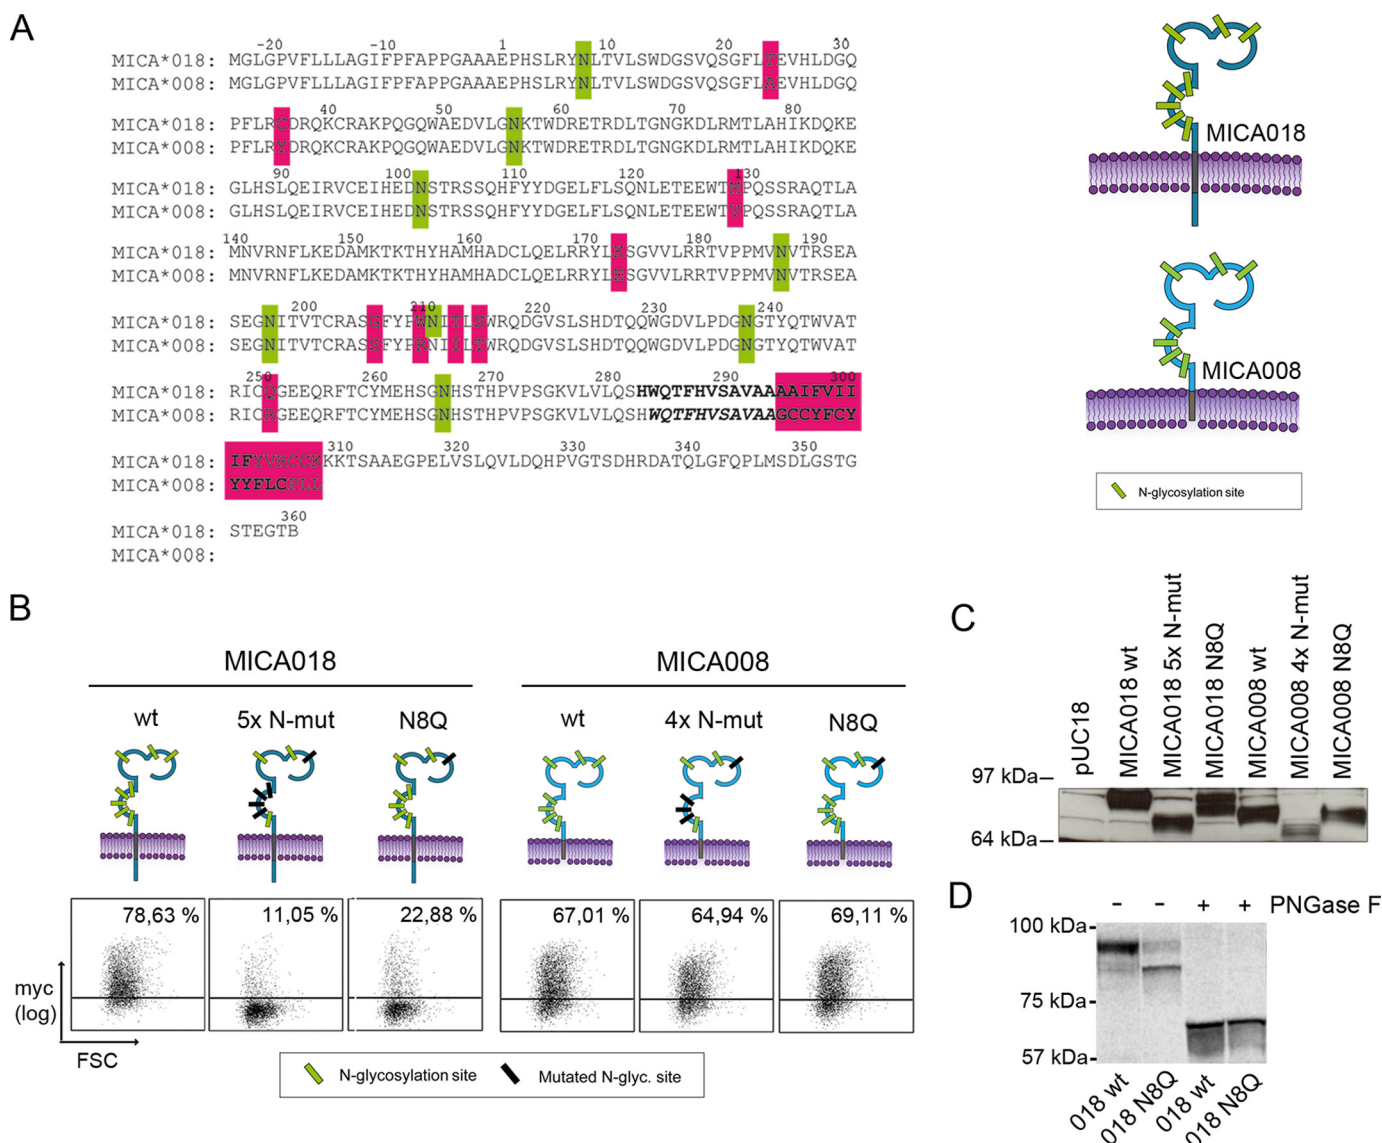 A
−20 −10 1 10 20 30
MICA*018: MGLGPVFLLLAGIFPFAPPGAAAEPHSLRYNLTVLSWDGSVQSGFLTEVHLDGQ
MICA*008: MGLGPVFLLLAGIFPFAPPGAAAEPHSLRYNLTVLSWDGSVQSGFLAEVHLDGQ
40 50 60 70 80
MICA*018: PFLRCDRQKCRAKPQGQWAEDVLGNKTWDRETRDLTGNGKDLRMTLAHIKDQKE
MICA*008: PFLRYDRQKCRAKPQGQWAEDVLGNKTWDRETRDLTGNGKDLRMTLAHIKDQKE
90 100 110 120 130
MICA*018: GLHSLQEIRVCEIHEDNSTRSSQHFYYDGELFLSQNLETEEWTMPQSSRAQTLA
MICA*008: GLHSLQEIRVCEIHEDNSTRSSQHFYYDGELFLSQNLETEEWTVPQSSRAQTLA
140 150 160 170 180 190
MICA*018: MNVRNFLKEDAMKTKTHYHAMHADCLQELRRYLKSGVVLRRTVPPMVNVTRSEA
MICA*008: MNVRNFLKEDAMKTKTHYHAMHADCLQELRRYLESGVVLRRTVPPMVNVTRSEA
200 210 220 230 240
MICA*018: SEGNITVTCRASGFYPWNITLSWRQDGVSLSHDTQQWGDVLPDGNGTYQTWVAT
MICA*008: SEGNITVTCRASSFYPRNIILTWRQDGVSLSHDTQQWGDVLPDGNGTYQTWVAT
250 260 270 280 290 300
MICA*018: RICQGEEQRFTCYMEHSGNHSTHPVPSGKVLVLQSHWQTFHVSAVAAAAIFVII
MICA*008: RICRGEEQRFTCYMEHSGNHSTHPVPSGKVLVLQSHWQTFHVSAVAAGCCYFCY
310 320 330 340 350
MICA*018: IFYVRCCKKKTSAAEGPELVSLQVLDQHPVGTSDHRDATQLGFQPLMSDLGSTG
MICA*008: YYFLCPLL
360
MICA*018: STEGTB
MICA*008:
MICA018
MICA008
N-glycosylation site
B
MICA018 MICA008
wt 5x N-mut N8Q wt 4x N-mut N8Q
78,63 % 11,05 % 22,88 % 67,01 % 64,94 % 69,11 %
myc
(log)
FSC
N-glycosylation site Mutated N-glyc. site
C
pUC18
MICA018 wt
MICA018 5x N-mut
MICA018 N8Q
MICA008 wt
MICA008 4x N-mut
MICA008 N8Q
97 kDa
64 kDa
D
- - + + PNGase F
100 kDa
75 kDa
57 kDa
018 wt
018 N8Q
018 wt
018 N8Q